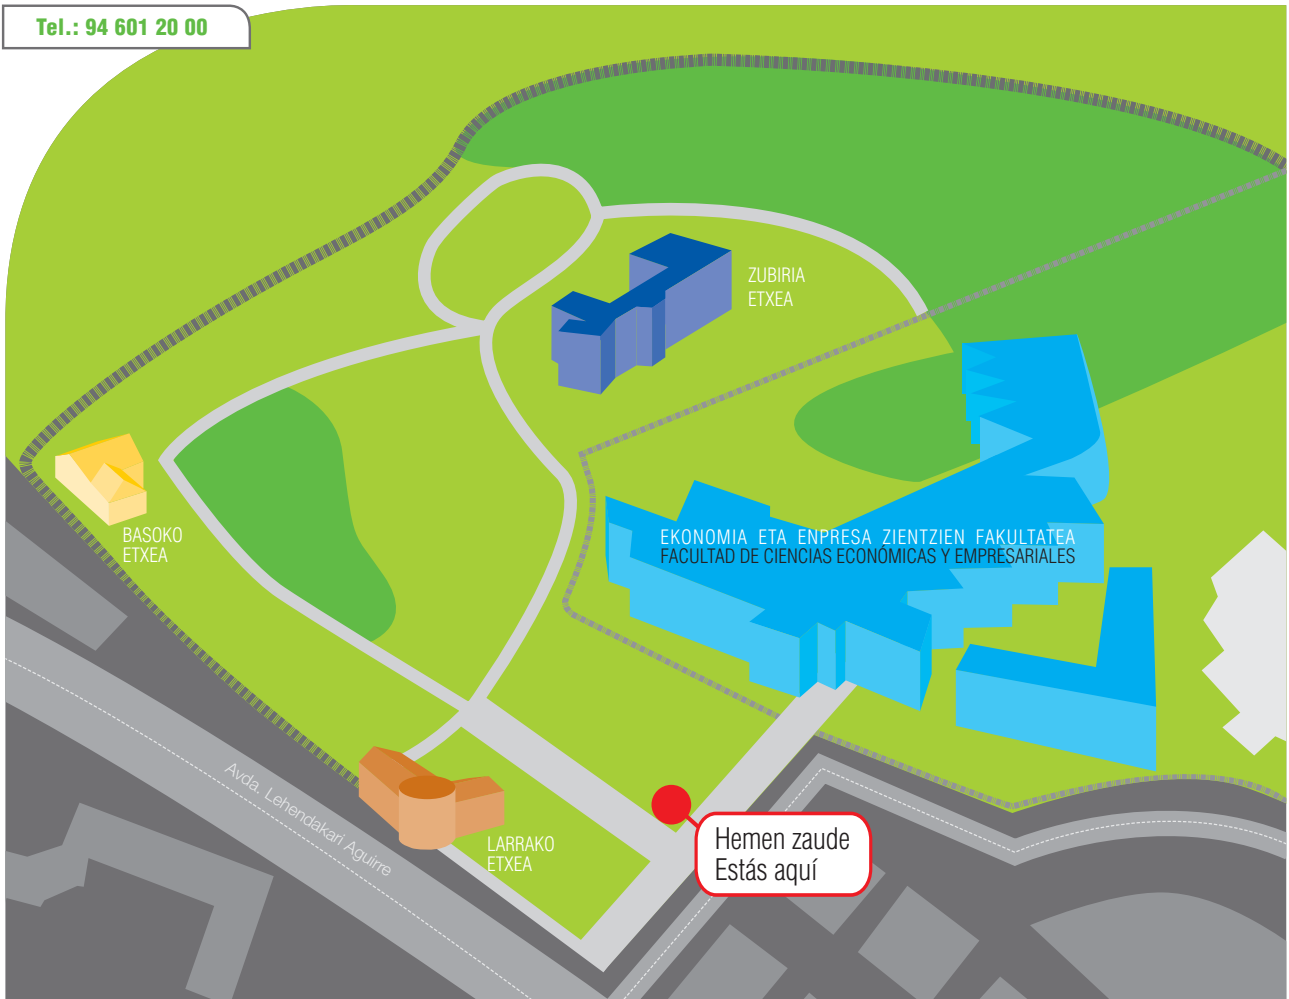 Tel.: 94 601 20 00
ZUBIRIA
ETXEA
BASOKO
ETXEA
EKONOMIA ETA ENPRESA ZIENTZIEN FAKULTATEA
FACULTAD DE CIENCIAS ECONÓMICAS Y EMPRESARIALES
Avda. Lehendakari Aguirre
LARRAKO
ETXEA
Hemen zaude
Estás aquí